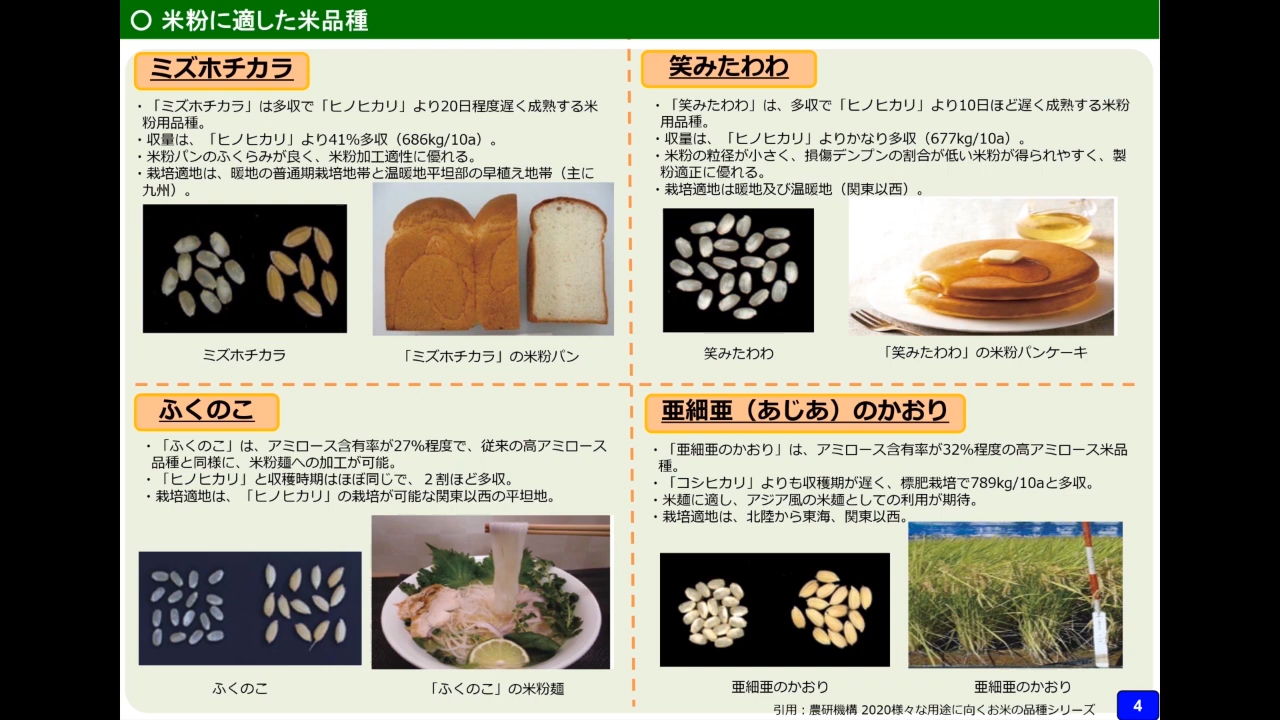 ○ 米粉に適した米品種
ミズホチカラ
・「ミズホチカラ」は多収で「ヒノヒカリ」より20日程度遅く成熟する米
粉用品種。
・収量は、「ヒノヒカリ」より41%多収（686kg/10a）。
・米粉パンのふくらみが良く、米粉加工適性に優れる。
・栽培適地は、暖地の普通期栽培地帯と温暖地平坦部の早植え地帯（主に
九州）。
ミズホチカラ
「ミズホチカラ」の米粉パン
笑みたわわ
・「笑みたわわ」は、多収で「ヒノヒカリ」より10日ほど遅く成熟する米粉
用品種。
・収量は、「ヒノヒカリ」よりかなり多収（677kg/10a）。
・米粉の粒径が小さく、損傷デンプンの割合が低い米粉が得られやすく、製
粉適正に優れる。
・栽培適地は暖地及び温暖地（関東以西）。
笑みたわわ
「笑みたわわ」の米粉パンケーキ
ふくのこ
・「ふくのこ」は、アミロース含有率が27%程度で、従来の高アミロース
品種と同様に、米粉麺への加工が可能。
・「ヒノヒカリ」と収穫時期はほぼ同じで、２割ほど多収。
・栽培適地は、「ヒノヒカリ」の栽培が可能な関東以西の平坦地。
ふくのこ
「ふくのこ」の米粉麺
亜細亜（あじあ）のかおり
・「亜細亜のかおり」は、アミロース含有率が32%程度の高アミロース米品
種。
・「コシヒカリ」よりも収穫期が遅く、標肥栽培で789kg/10aと多収。
・米麺に適し、アジア風の米麺としての利用が期待。
・栽培適地は、北陸から東海、関東以西。
亜細亜のかおり
亜細亜のかおり
引用：農研機構 2020様々な用途に向くお米の品種シリーズ
4